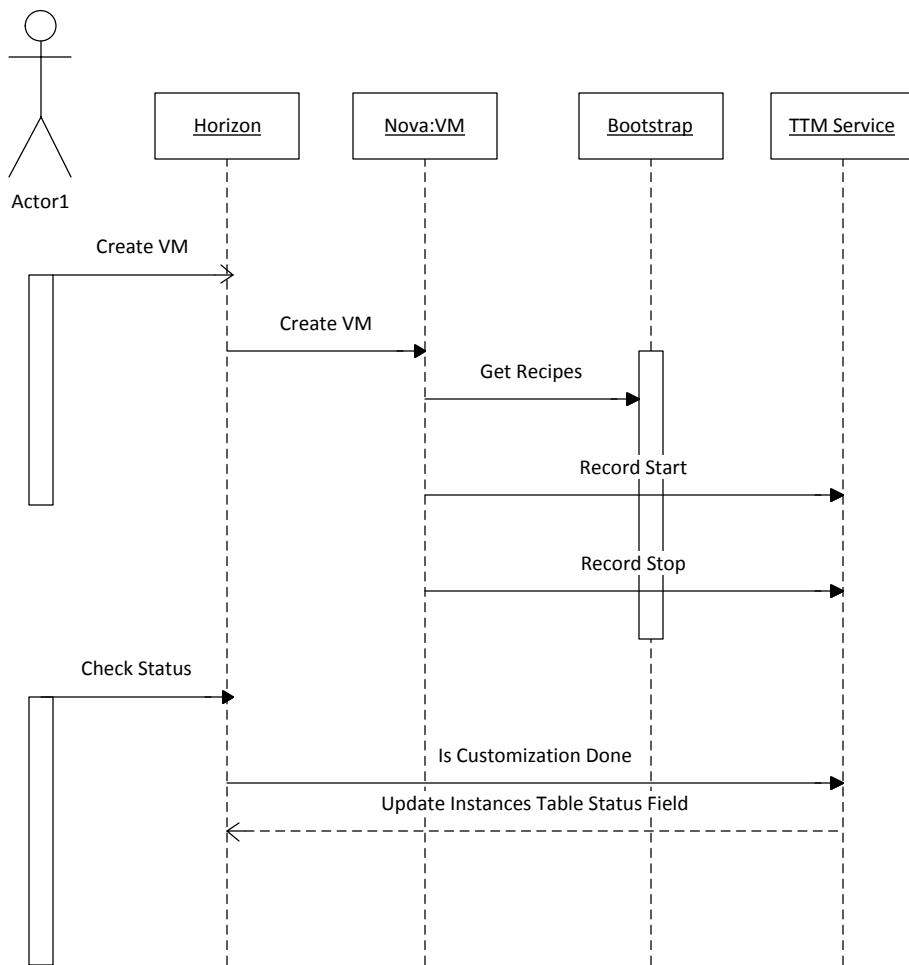 Horizon
Nova:VM
Bootstrap
TTM Service
Actor1
Create VM
Create VM
Get Recipes
Record Start
Record Stop
Check Status
Is Customization Done
Update Instances Table Status Field